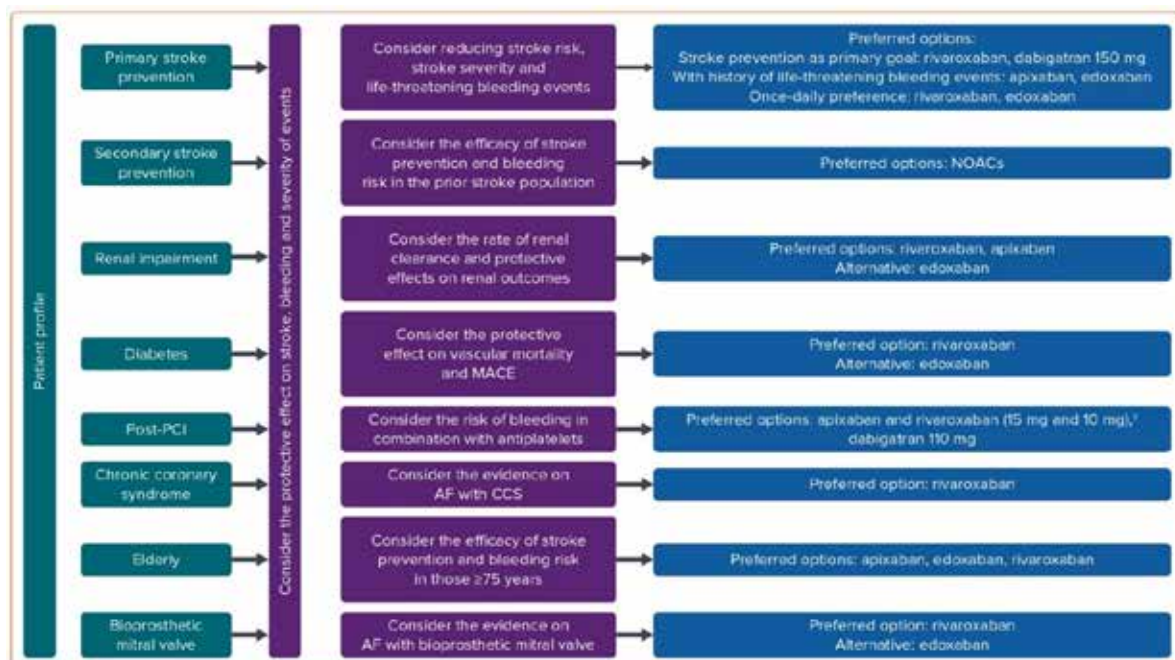 Patient profile
Consider the protective effect on stroke, bleeding and severity of events
Primary stroke
prevention
Consider reducing stroke risk,
stroke severity and
life-threatening bleeding events
Preferred options:
Stroke prevention as primary goal: rivaroxaban, dabigatran 150 mg
With history of life-threatening bleeding events: apixaban, edoxaban
Once-daily preference: rivaroxaban, edoxaban
Secondary stroke
prevention
Consider the efficacy of stroke
prevention and bleeding
risk in the prior stroke population
Preferred options: NOACs
Renal impairment
Consider the rate of renal
clearance and protective
effects on renal outcomes
Preferred options: rivaroxaban, apixaban
Alternative: edoxaban
Diabetes
Consider the protective
effect on vascular mortality
and MACE
Preferred option: rivaroxaban
Alternative: edoxaban
Post-PCI
Consider the risk of bleeding in
combination with antiplatelets
Preferred options: apixaban and rivaroxaban (15 mg and 10 mg),
dabigatran 110 mg
Chronic coronary
syndrome
Consider the evidence on
AF with CCS
Preferred option: rivaroxaban
Elderly
Consider the efficacy of stroke
prevention and bleeding risk
in those ≥75 years
Preferred options: apixaban, edoxaban, rivaroxaban
Bioprosthetic
mitral valve
Consider the evidence on
AF with bioprosthetic mitral valve
Preferred option: rivaroxaban
Alternative: edoxaban